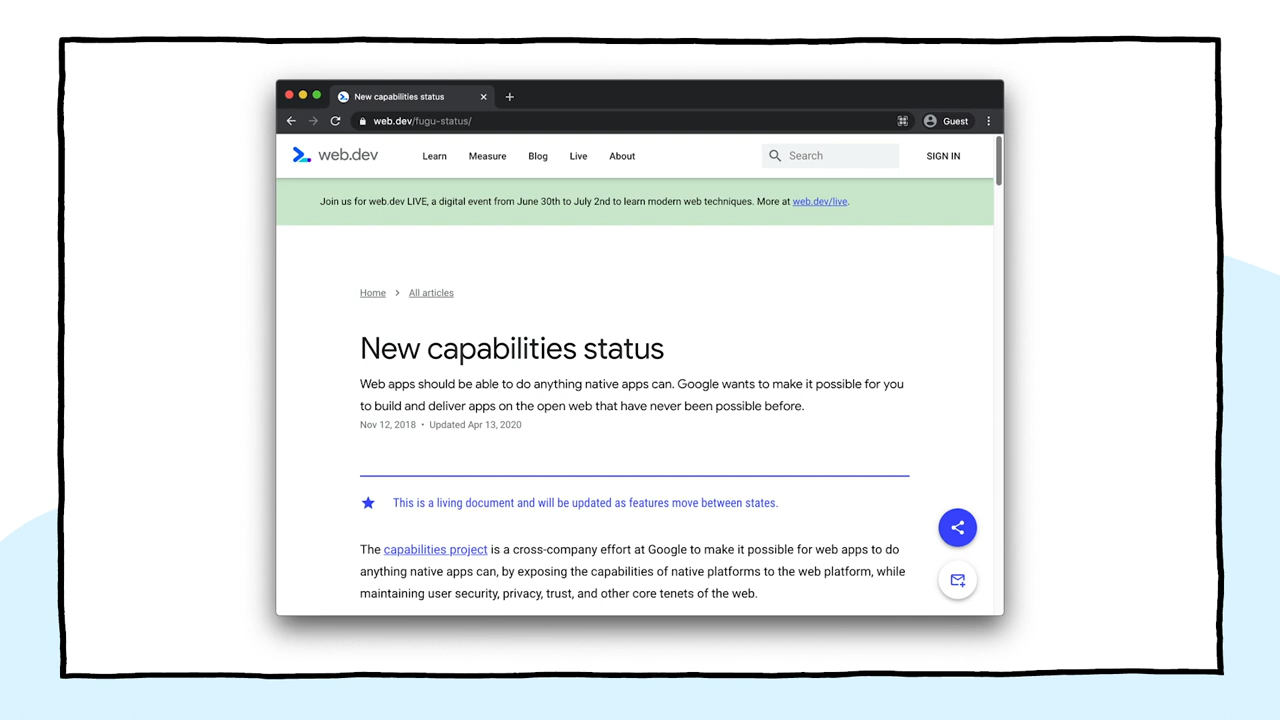 New capabilities status
web.dev/fugu-status/
Guest
web.dev
Learn
Measure
Blog
Live
About
Search
SIGN IN
Join us for web.dev LIVE, a digital event from June 30th to July 2nd to learn modern web techniques. More at web.dev/live.
Home > All articles
New capabilities status
Web apps should be able to do anything native apps can. Google wants to make it possible for you
to build and deliver apps on the open web that have never been possible before.
Nov 12, 2018 • Updated Apr 13, 2020
This is a living document and will be updated as features move between states.
The capabilities project is a cross-company effort at Google to make it possible for web apps to do
anything native apps can, by exposing the capabilities of native platforms to the web platform, while
maintaining user security, privacy, trust, and other core tenets of the web.